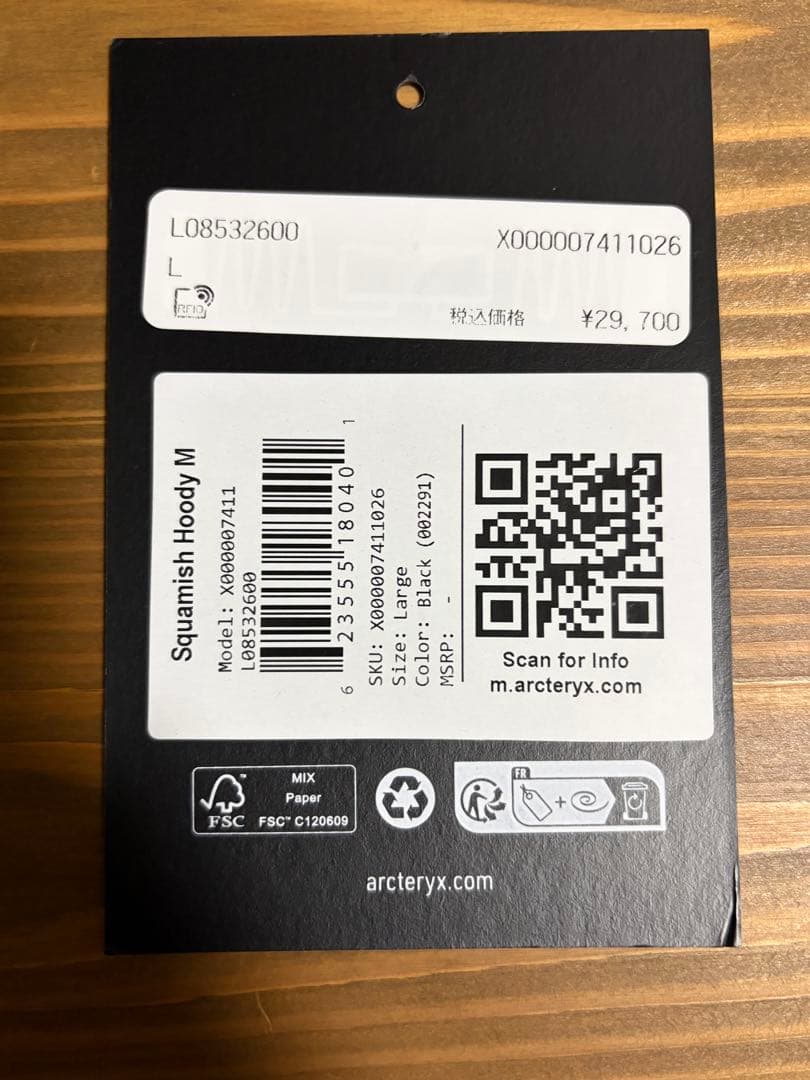 L08532600
X000007411026
L
RFID
税込価格 ¥29,700
Squamish Hoody M
Model: X000007411
L08532600
6 23555 18040 1
SKU: X000007411026
Size: Large
Color: Black (002291)
MSRP: -
Scan for Info
m.arcteryx.com
FSC
MIX
Paper
FSC™ C120609
FR
arcteryx.com